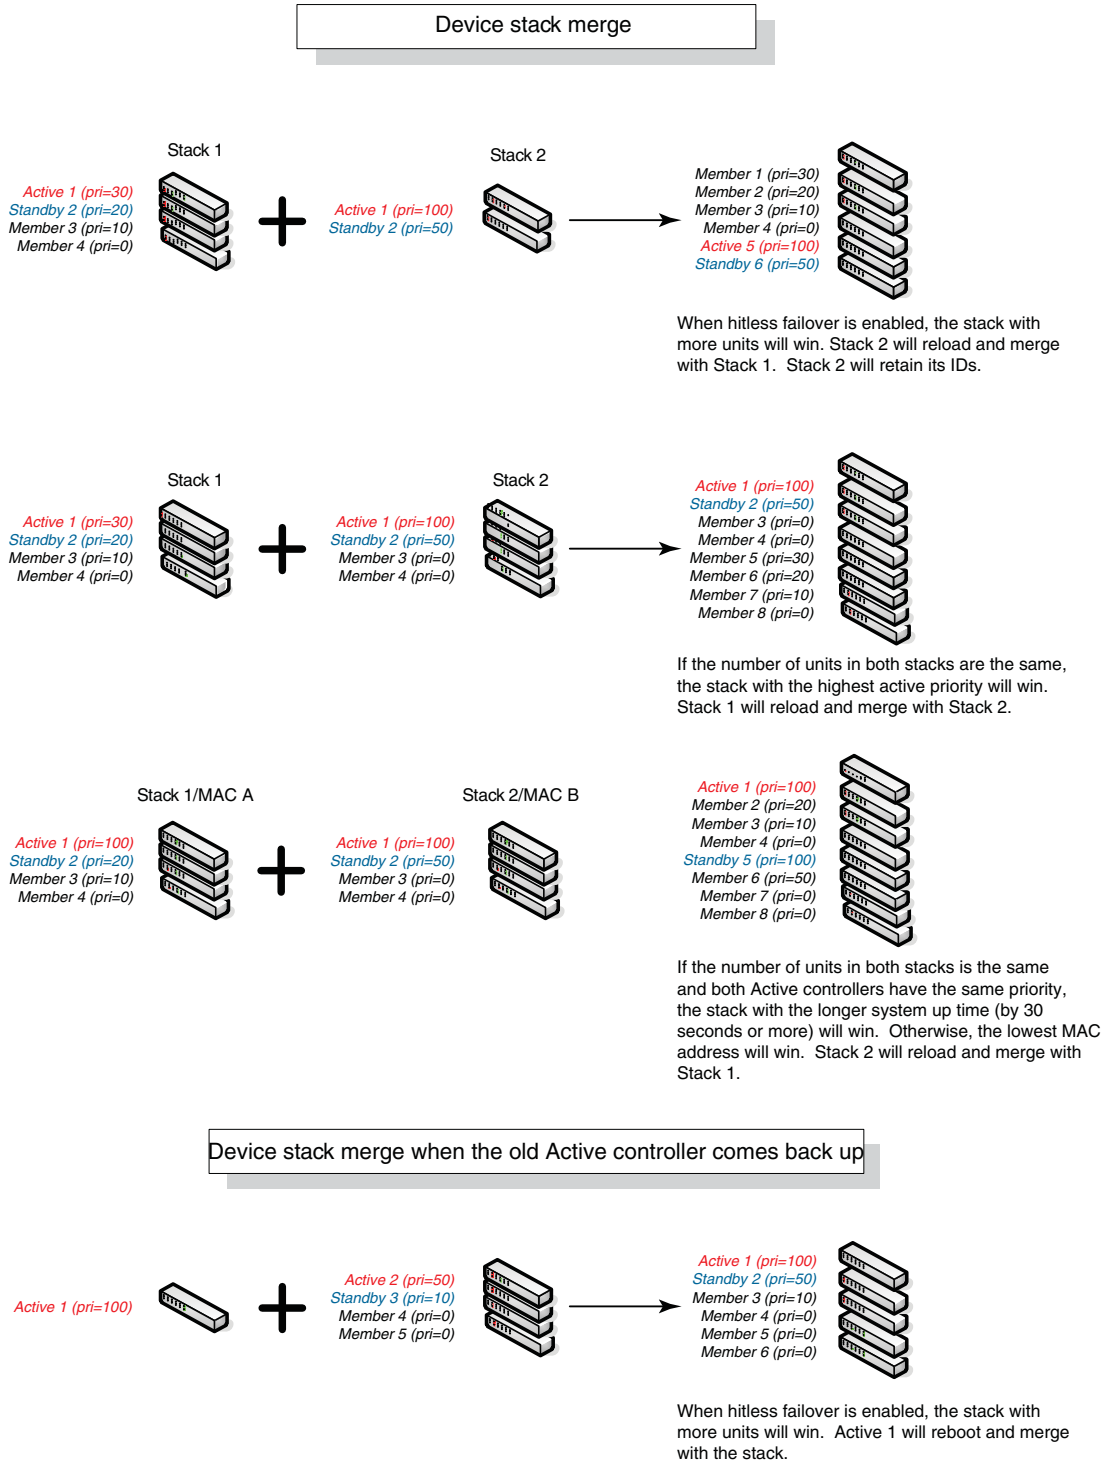 Device stack merge
Stack 1
Active 1 (pri=30)
Standby 2 (pri=20)
Member 3 (pri=10)
Member 4 (pri=0)
Stack 2
Active 1 (pri=100)
Standby 2 (pri=50)
Member 1 (pri=30)
Member 2 (pri=20)
Member 3 (pri=10)
Member 4 (pri=0)
Active 5 (pri=100)
Standby 6 (pri=50)
When hitless failover is enabled, the stack with
more units will win. Stack 2 will reload and merge
with Stack 1.  Stack 2 will retain its IDs.
Stack 1
Active 1 (pri=30)
Standby 2 (pri=20)
Member 3 (pri=10)
Member 4 (pri=0)
Stack 2
Active 1 (pri=100)
Standby 2 (pri=50)
Member 3 (pri=0)
Member 4 (pri=0)
Active 1 (pri=100)
Standby 2 (pri=50)
Member 3 (pri=0)
Member 4 (pri=0)
Member 5 (pri=30)
Member 6 (pri=20)
Member 7 (pri=10)
Member 8 (pri=0)
If the number of units in both stacks are the same,
the stack with the highest active priority will win.
Stack 1 will reload and merge with Stack 2.
Stack 1/MAC A
Active 1 (pri=100)
Standby 2 (pri=20)
Member 3 (pri=10)
Member 4 (pri=0)
Stack 2/MAC B
Active 1 (pri=100)
Standby 2 (pri=50)
Member 3 (pri=0)
Member 4 (pri=0)
Active 1 (pri=100)
Member 2 (pri=20)
Member 3 (pri=10)
Member 4 (pri=0)
Standby 5 (pri=100)
Member 6 (pri=50)
Member 7 (pri=0)
Member 8 (pri=0)
If the number of units in both stacks is the same
and both Active controllers have the same priority,
the stack with the longer system up time (by 30
seconds or more) will win.  Otherwise, the lowest MAC
address will win.  Stack 2 will reload and merge with
Stack 1.
Device stack merge when the old Active controller comes back up
Active 1 (pri=100)
Active 2 (pri=50)
Standby 3 (pri=10)
Member 4 (pri=0)
Member 5 (pri=0)
Active 1 (pri=100)
Standby 2 (pri=50)
Member 3 (pri=10)
Member 4 (pri=0)
Member 5 (pri=0)
Member 6 (pri=0)
When hitless failover is enabled, the stack with
more units will win.  Active 1 will reboot and merge
with the stack.